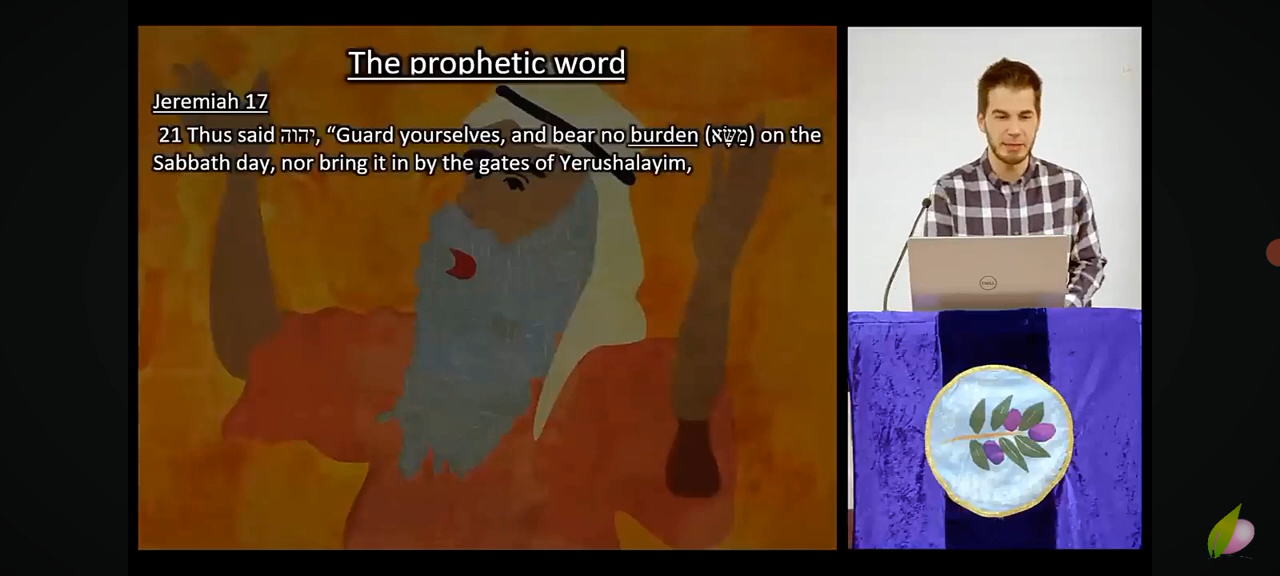 The prophetic word
Jeremiah 17
21 Thus said יהוה, “Guard yourselves, and bear no burden (מַשָּׂא) on the
Sabbath day, nor bring it in by the gates of Yerushalayim,
DELL